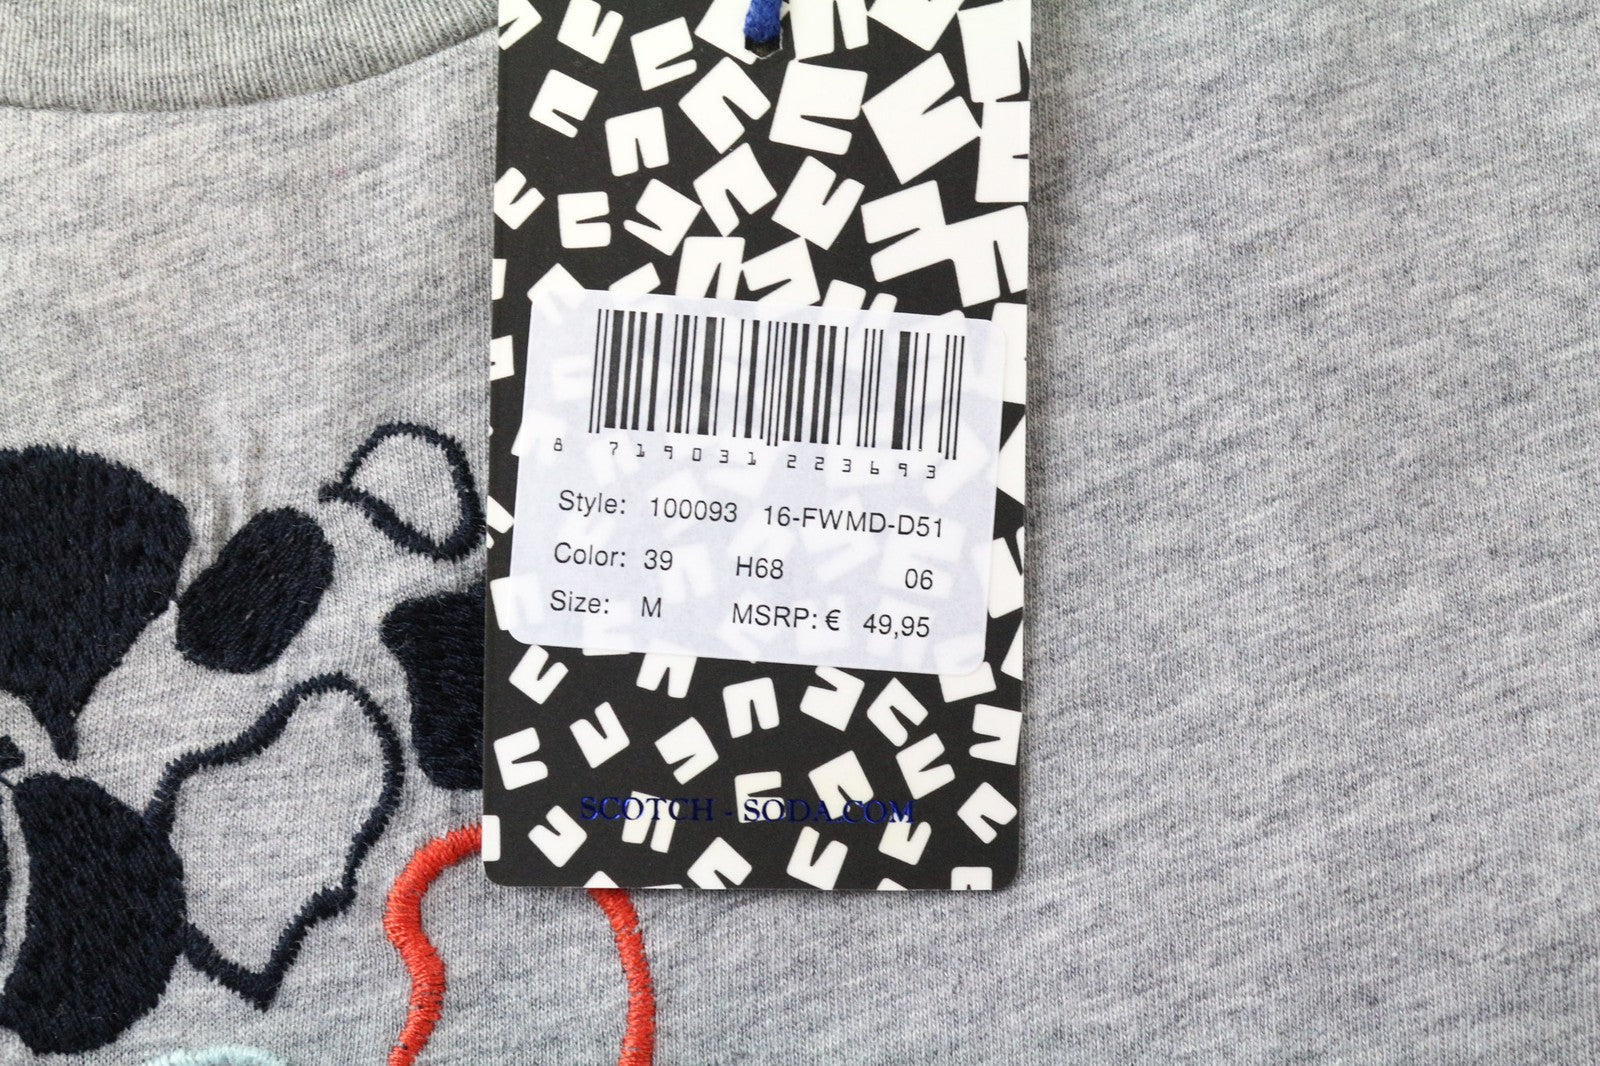 8 719031 223693
Style: 100093 16-FWMD-D51
Color: 39 H68 06
Size: M MSRP: € 49,95
SCOTCH - SODA.COM